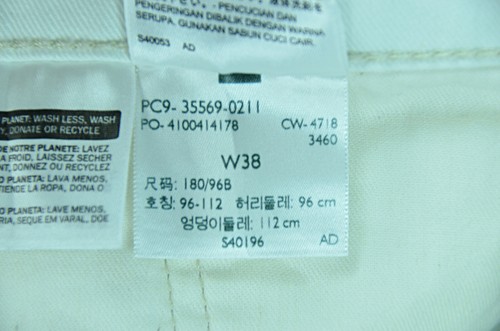 PENGERINGAN DIBALIK DENGAN WARNA
SERUPA. GUNAKAN SABUN CUCI CAIR.
S40053 AD
PLANET: WASH LESS, WASH
DONATE OR RECYCLE
DE NOTRE PLANETE: LAVEZ
FROID, LAISSEZ SECHER
DONNEZ OU RECYCLEZ
PLANETA: LAVE MENOS,
LA ROPA, DONA O
PLANETA: LAVE MENOS,
SEQUE EM VARAL, DOE
PC9- 35569-0211
PO- 4100414178 CW- 4718
3460
W38
尺码: 180/96B
호칭: 96-112 허리둘레: 96 cm
엉덩이둘레: 112 cm
S40196 AD